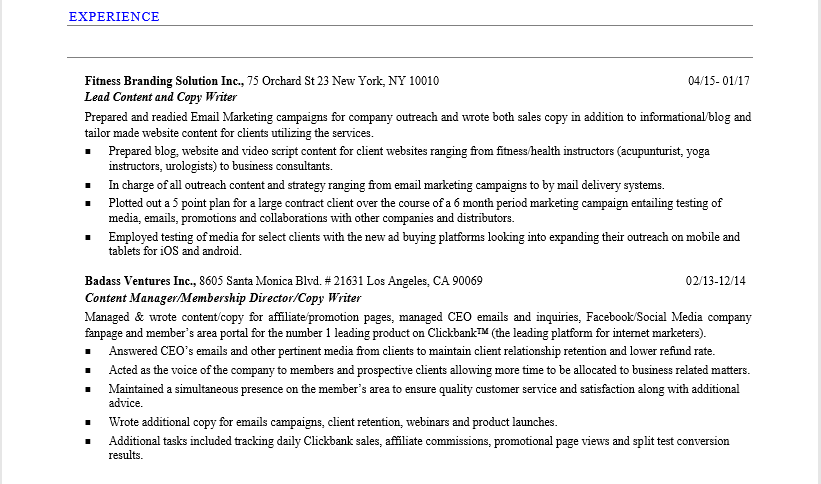 EXPERIENCE
Fitness Branding Solution Inc., 75 Orchard St 23 New York, NY 10010 04/15- 01/17
Lead Content and Copy Writer
Prepared and readied Email Marketing campaigns for company outreach and wrote both sales copy in addition to informational/blog and
tailor made website content for clients utilizing the services.
▪ Prepared blog, website and video script content for client websites ranging from fitness/health instructors (acupunturist, yoga
instructors, urologists) to business consultants.
▪ In charge of all outreach content and strategy ranging from email marketing campaigns to by mail delivery systems.
▪ Plotted out a 5 point plan for a large contract client over the course of a 6 month period marketing campaign entailing testing of
media, emails, promotions and collaborations with other companies and distributors.
▪ Employed testing of media for select clients with the new ad buying platforms looking into expanding their outreach on mobile and
tablets for iOS and android.
Badass Ventures Inc., 8605 Santa Monica Blvd. # 21631 Los Angeles, CA 90069 02/13-12/14
Content Manager/Membership Director/Copy Writer
Managed & wrote content/copy for affiliate/promotion pages, managed CEO emails and inquiries, Facebook/Social Media company
fanpage and member’s area portal for the number 1 leading product on Clickbank™ (the leading platform for internet marketers).
▪ Answered CEO’s emails and other pertinent media from clients to maintain client relationship retention and lower refund rate.
▪ Acted as the voice of the company to members and prospective clients allowing more time to be allocated to business related matters.
▪ Maintained a simultaneous presence on the member’s area to ensure quality customer service and satisfaction along with additional
advice.
▪ Wrote additional copy for emails campaigns, client retention, webinars and product launches.
▪ Additional tasks included tracking daily Clickbank sales, affiliate commissions, promotional page views and split test conversion
results.